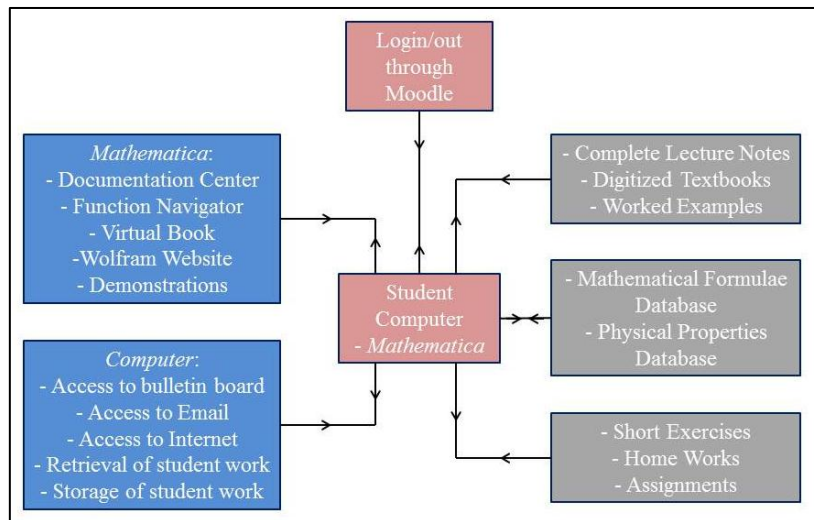 Login/out
through
Moodle
Mathematica:
- Documentation Center
- Function Navigator
- Virtual Book
-Wolfram Website
- Demonstrations
- Complete Lecture Notes
- Digitized Textbooks
- Worked Examples
Student
Computer
- Mathematica
- Mathematical Formulae
Database
- Physical Properties
Database
Computer:
- Access to bulletin board
- Access to Email
- Access to Internet
- Retrieval of student work
- Storage of student work
- Short Exercises
- Home Works
- Assignments